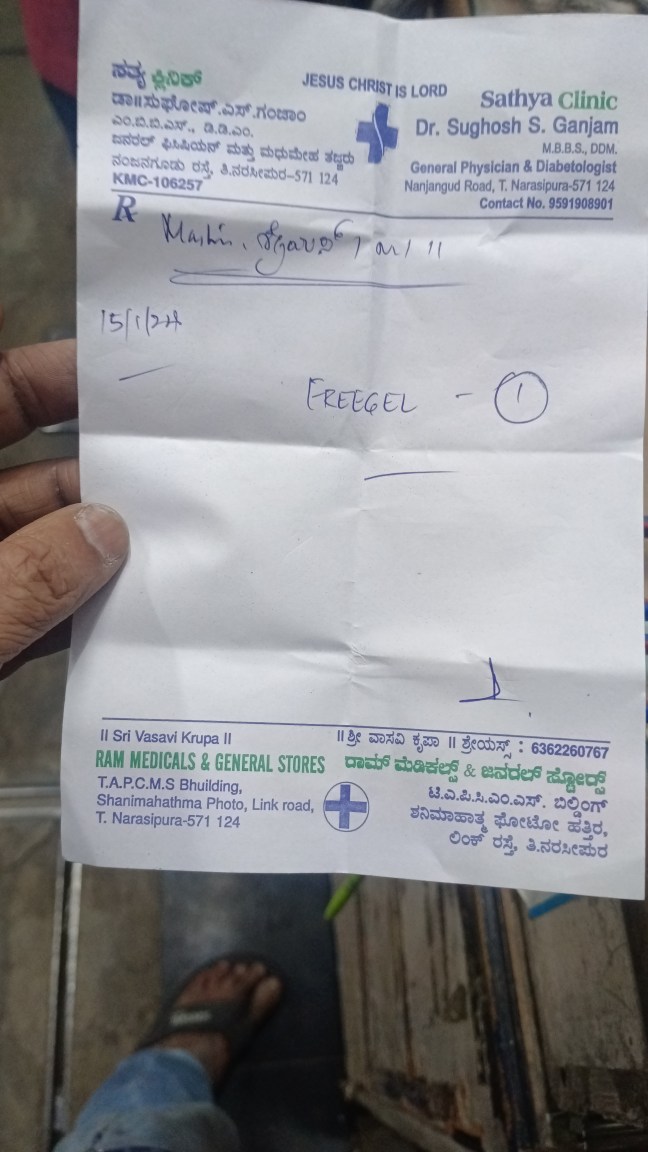 ಸತ್ಯ ಕ್ಲಿನಿಕ್
ಡಾ॥ಸುಘೋಷ್.ಎಸ್.ಗಂಜಾಂ
ಎಂ.ಬಿ.ಬಿ.ಎಸ್., ಡಿ.ಡಿ.ಎಂ.
ಜನರಲ್ ಫಿಸಿಷಿಯನ್ ಮತ್ತು ಮಧುಮೇಹ ತಜ್ಞರು
ನಂಜನಗೂಡು ರಸ್ತೆ, ತಿ.ನರಸೀಪುರ-571 124
KMC-106257
JESUS CHRIST IS LORD
Sathya Clinic
Dr. Sughosh S. Ganjam
M.B.B.S., DDM.
General Physician & Diabetologist
Nanjangud Road, T. Narasipura-571 124
Contact No. 9591908901
R
15/1/24
FREEGEL - 1
II Sri Vasavi Krupa II
RAM MEDICALS & GENERAL STORES
T.A.P.C.M.S Bhuilding,
Shanimahathma Photo, Link road,
T. Narasipura-571 124
॥ ಶ್ರೀ ವಾಸವಿ ಕೃಪಾ ॥ ಶ್ರೇಯಸ್ಸ್ : 6362260767
ರಾಮ್ ಮೆಡಿಕಲ್ಸ್ & ಜನರಲ್ ಸ್ಟೋರ್ಸ್
ಟಿ.ಎ.ಪಿ.ಸಿ.ಎಂ.ಎಸ್. ಬಿಲ್ಡಿಂಗ್
ಶನಿಮಾಹಾತ್ಮ ಫೋಟೋ ಹತ್ತಿರ,
ಲಿಂಕ್ ರಸ್ತೆ, ತಿ.ನರಸೀಪುರ